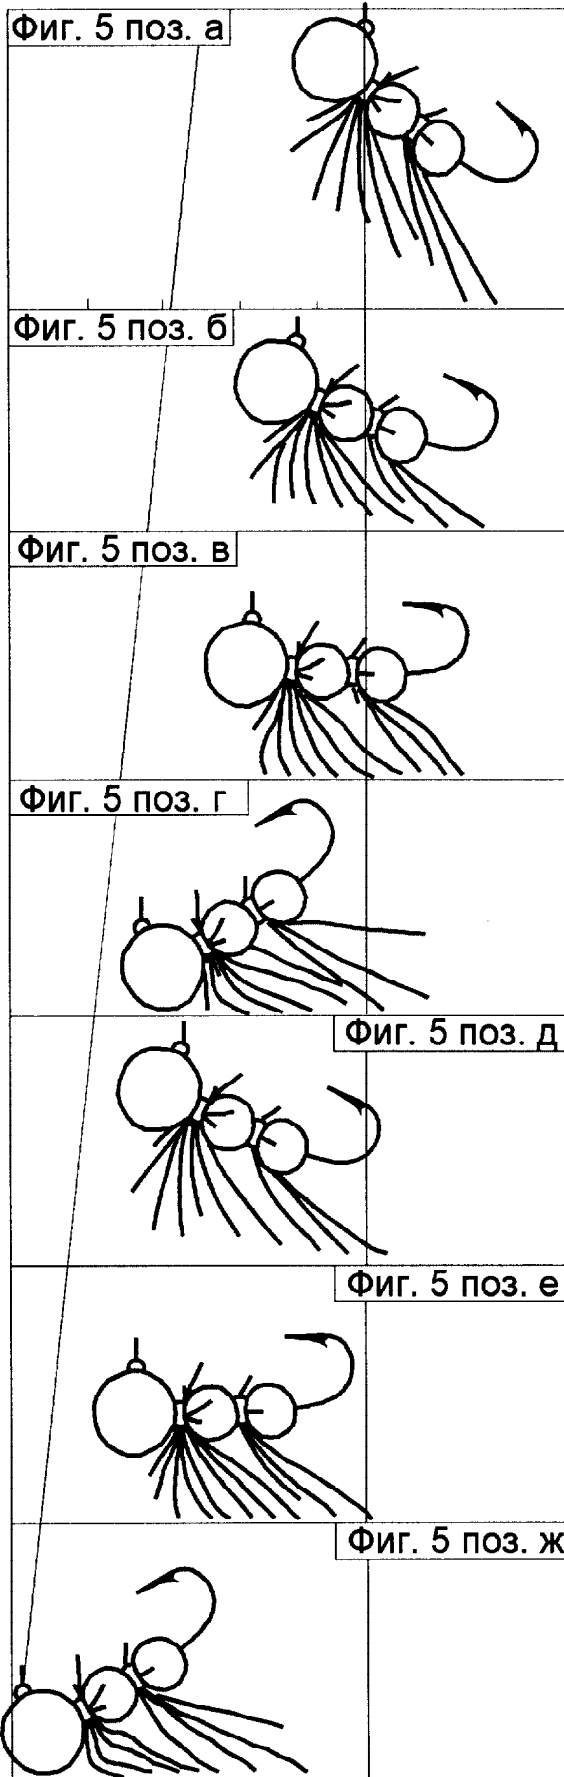 Фиг. 5 поз. а
Фиг. 5 поз. б
Фиг. 5 поз. в
Фиг. 5 поз. г
Фиг. 5 поз. д
Фиг. 5 поз. е
Фиг. 5 поз. ж